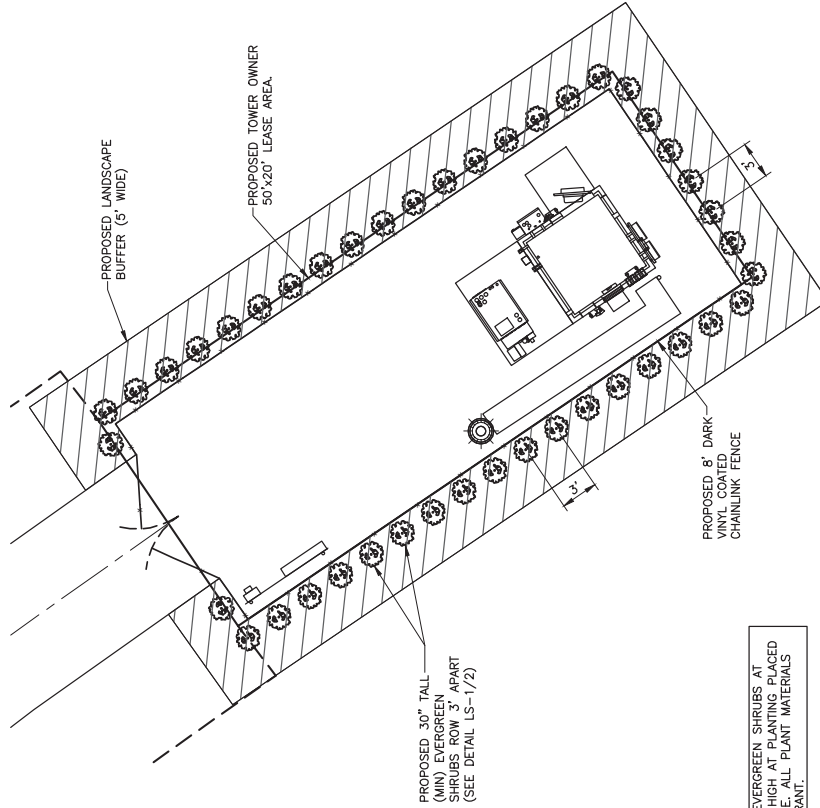 PROPOSED LANDSCAPE
BUFFER (5' WIDE)
PROPOSED TOWER OWNER
50'x20' LEASE AREA.
3'
3'
PROPOSED 30" TALL
(MIN) EVERGREEN
SHRUBS ROW 3' APART
(SEE DETAIL LS-1/2)
PROPOSED 8' DARK
VINYL COATED
CHAINLINK FENCE
EVERGREEN SHRUBS AT
HIGH AT PLANTING PLACED
E. ALL PLANT MATERIALS
RANT.